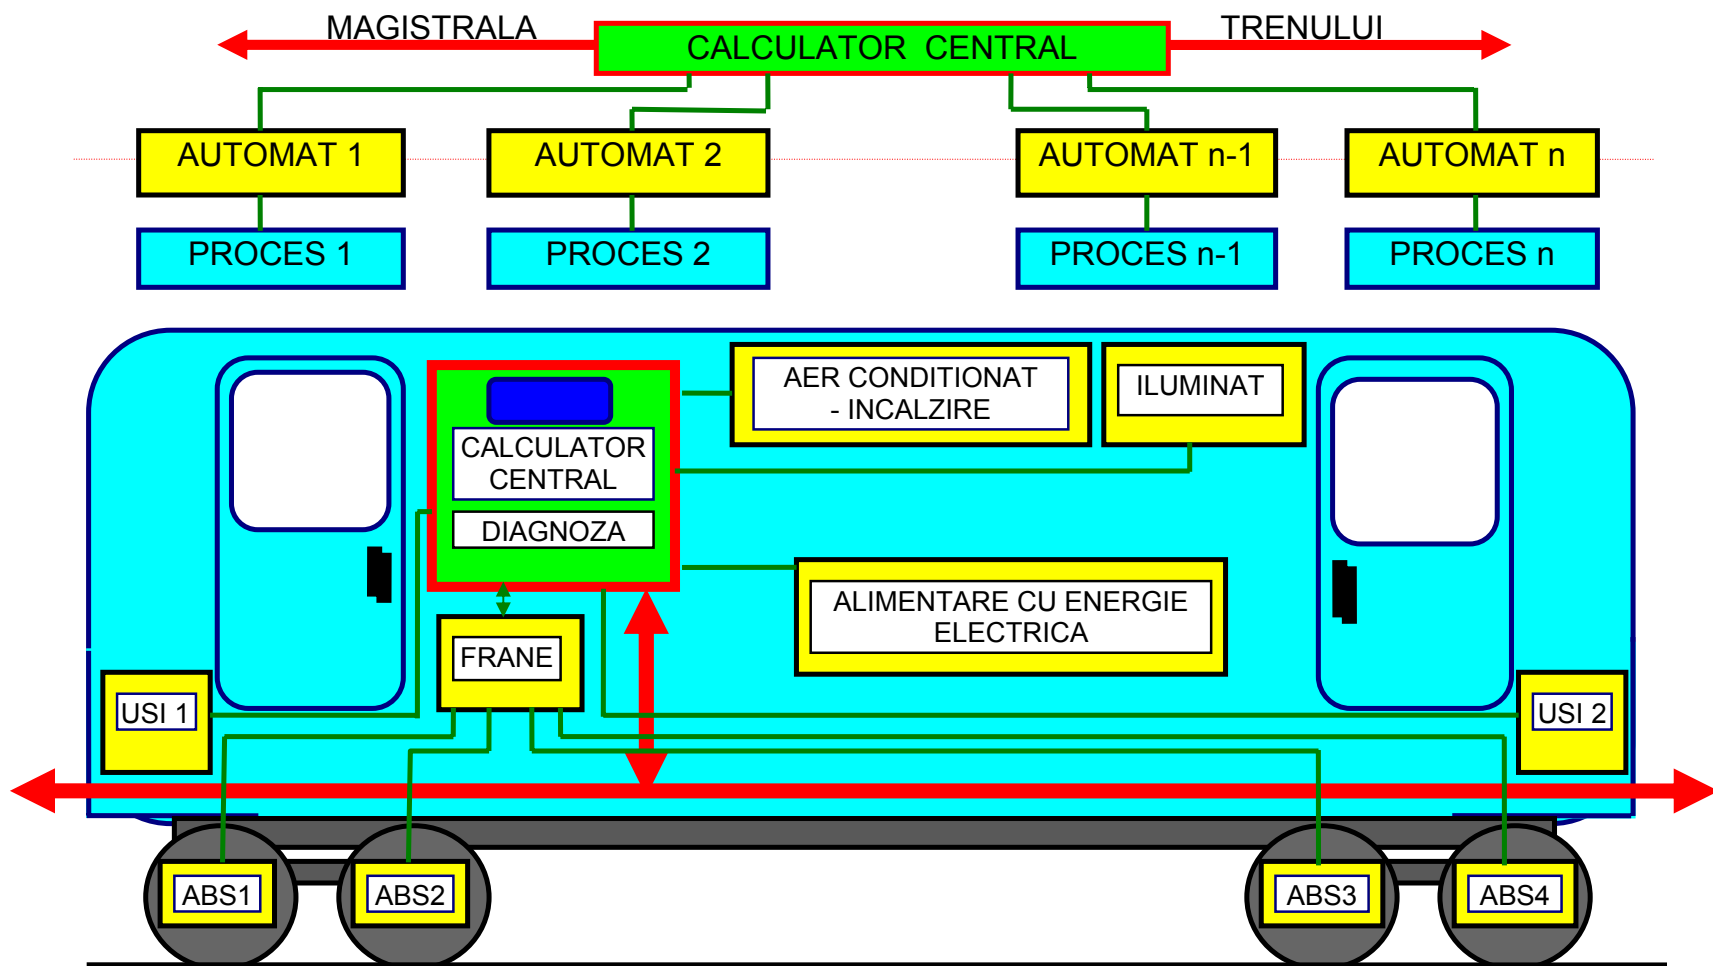 MAGISTRALA
CALCULATOR CENTRAL
TRENULUI
AUTOMAT 1
AUTOMAT 2
AUTOMAT n-1
AUTOMAT n
PROCES 1
PROCES 2
PROCES n-1
PROCES n
AER CONDITIONAT
- INCALZIRE
ILUMINAT
CALCULATOR
CENTRAL
DIAGNOZA
ALIMENTARE CU ENERGIE
ELECTRICA
FRANE
USI 1
USI 2
ABS1
ABS2
ABS3
ABS4